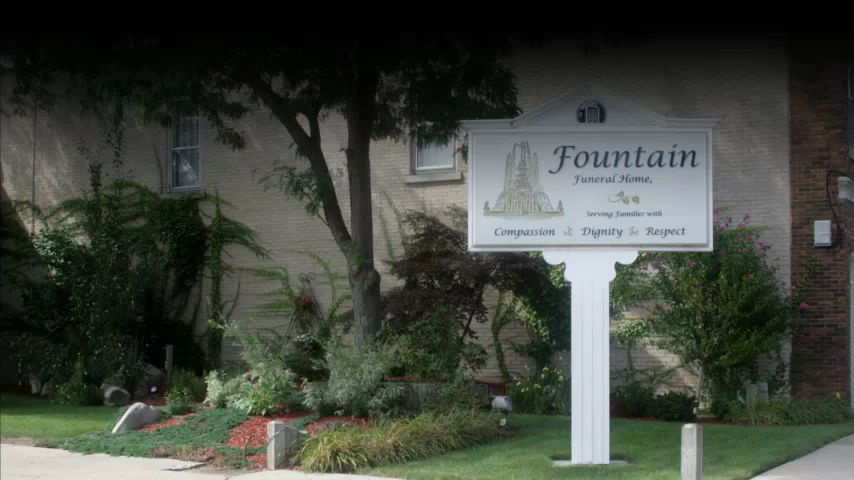 Fountain
Funeral Home,
Serving Families with
Compassion Dignity Respect